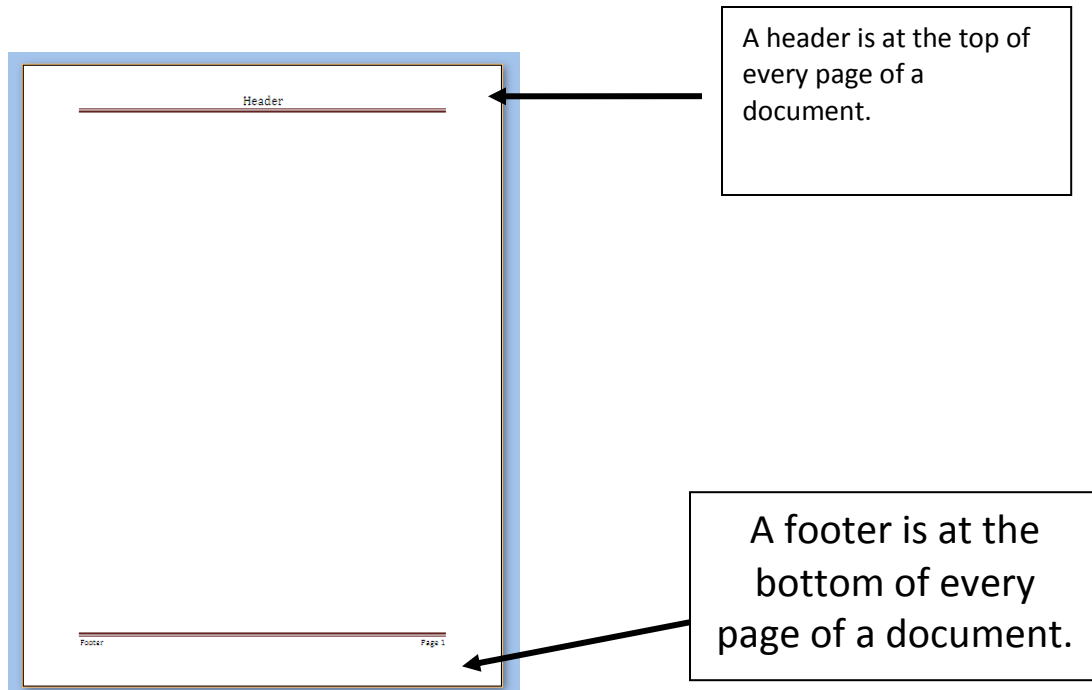 A header is at the top of
every page of a
document.
Header
A footer is at the
bottom of every
page of a document.
Footer Page 1